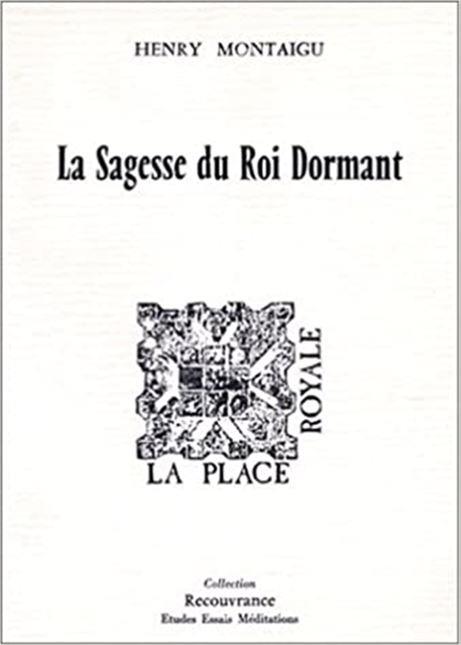 HENRY MONTAIGU
La Sagesse du Roi Dormant
LA PLACE
ROYALE
Collection
Recouvrance
Etudes Essais Méditations